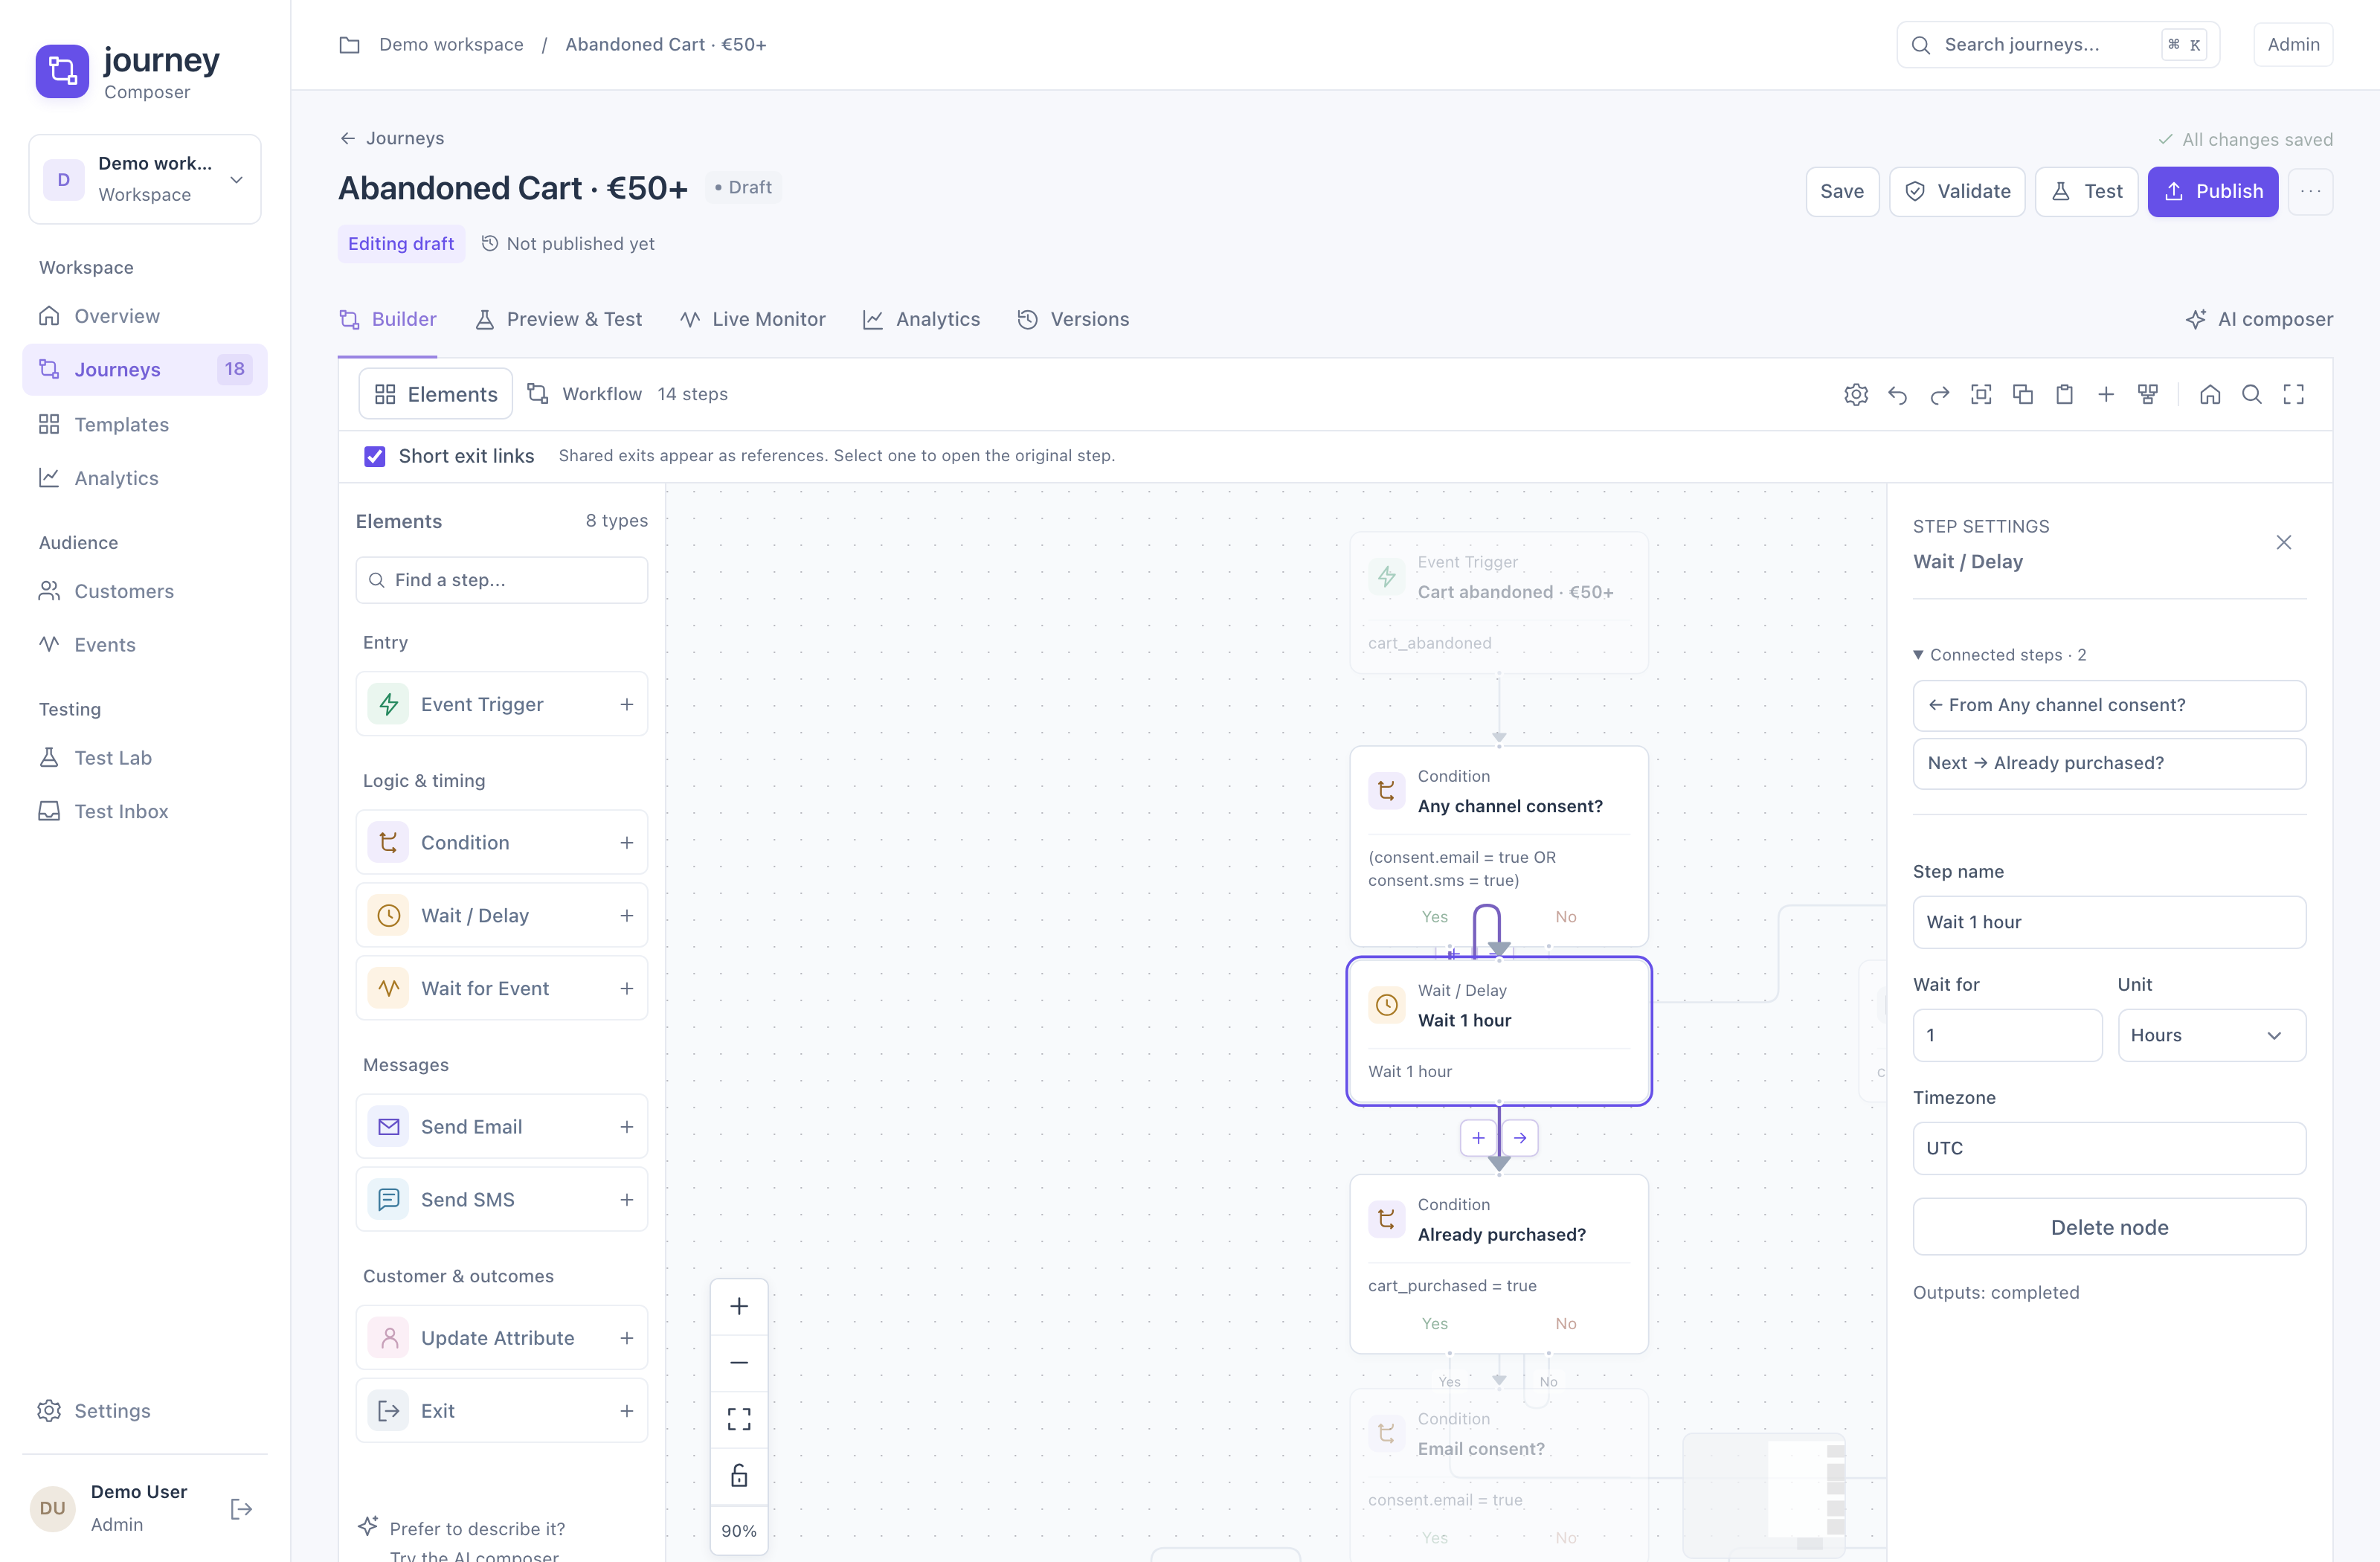 journey
Composer
D
Demo work...
Workspace
Workspace
Overview
Journeys 18
Templates
Analytics
Audience
Customers
Events
Testing
Test Lab
Test Inbox
Settings
DU
Demo User
Admin
Demo workspace / Abandoned Cart · €50+
Search journeys... ⌘ K
Admin
← Journeys
All changes saved
Abandoned Cart · €50+
• Draft
Save
Validate
Test
Publish
···
Editing draft
Not published yet
Builder
Preview & Test
Live Monitor
Analytics
Versions
AI composer
Elements
Workflow 14 steps
Short exit links
Shared exits appear as references. Select one to open the original step.
Elements 8 types
Find a step...
Entry
Event Trigger +
Logic & timing
Condition +
Wait / Delay +
Wait for Event +
Messages
Send Email +
Send SMS +
Customer & outcomes
Update Attribute +
Exit +
Prefer to describe it?
Try the AI composer
90%
Event Trigger
Cart abandoned · €50+
cart_abandoned
Condition
Any channel consent?
(consent.email = true OR
consent.sms = true)
Yes No
Wait / Delay
Wait 1 hour
Wait 1 hour
Condition
Already purchased?
cart_purchased = true
Yes No
Yes No
Condition
Email consent?
consent.email = true
Yes No
STEP SETTINGS
Wait / Delay
▼ Connected steps · 2
← From Any channel consent?
Next → Already purchased?
Step name
Wait 1 hour
Wait for Unit
1 Hours
Timezone
UTC
Delete node
Outputs: completed